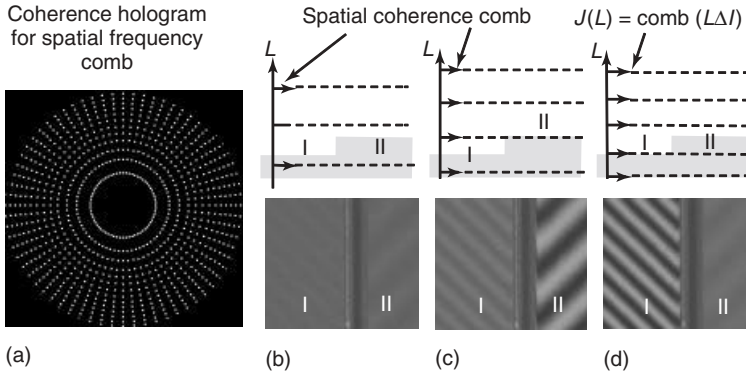 Coherence hologram
for spatial frequency
comb
Spatial coherence comb
J(L) = comb (LΔl)
L
L
L
I
II
I
II
I
II
I
II
I
II
I
II
(a)
(b)
(c)
(d)